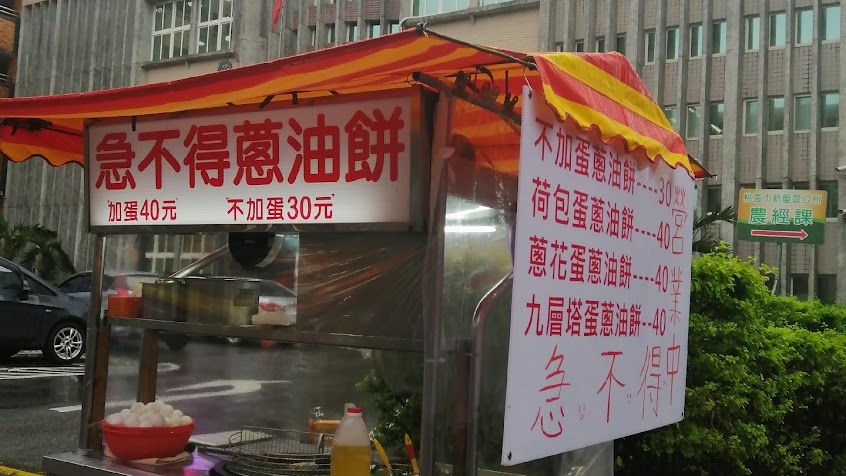 急不得蔥油餅
加蛋40元 不加蛋30元
不加蛋蔥油餅----30
荷包蛋蔥油餅----40
蔥花蛋蔥油餅----40
九層塔蛋蔥油餅--40
營業中
急不得
桃園市新屋區公所
農經課